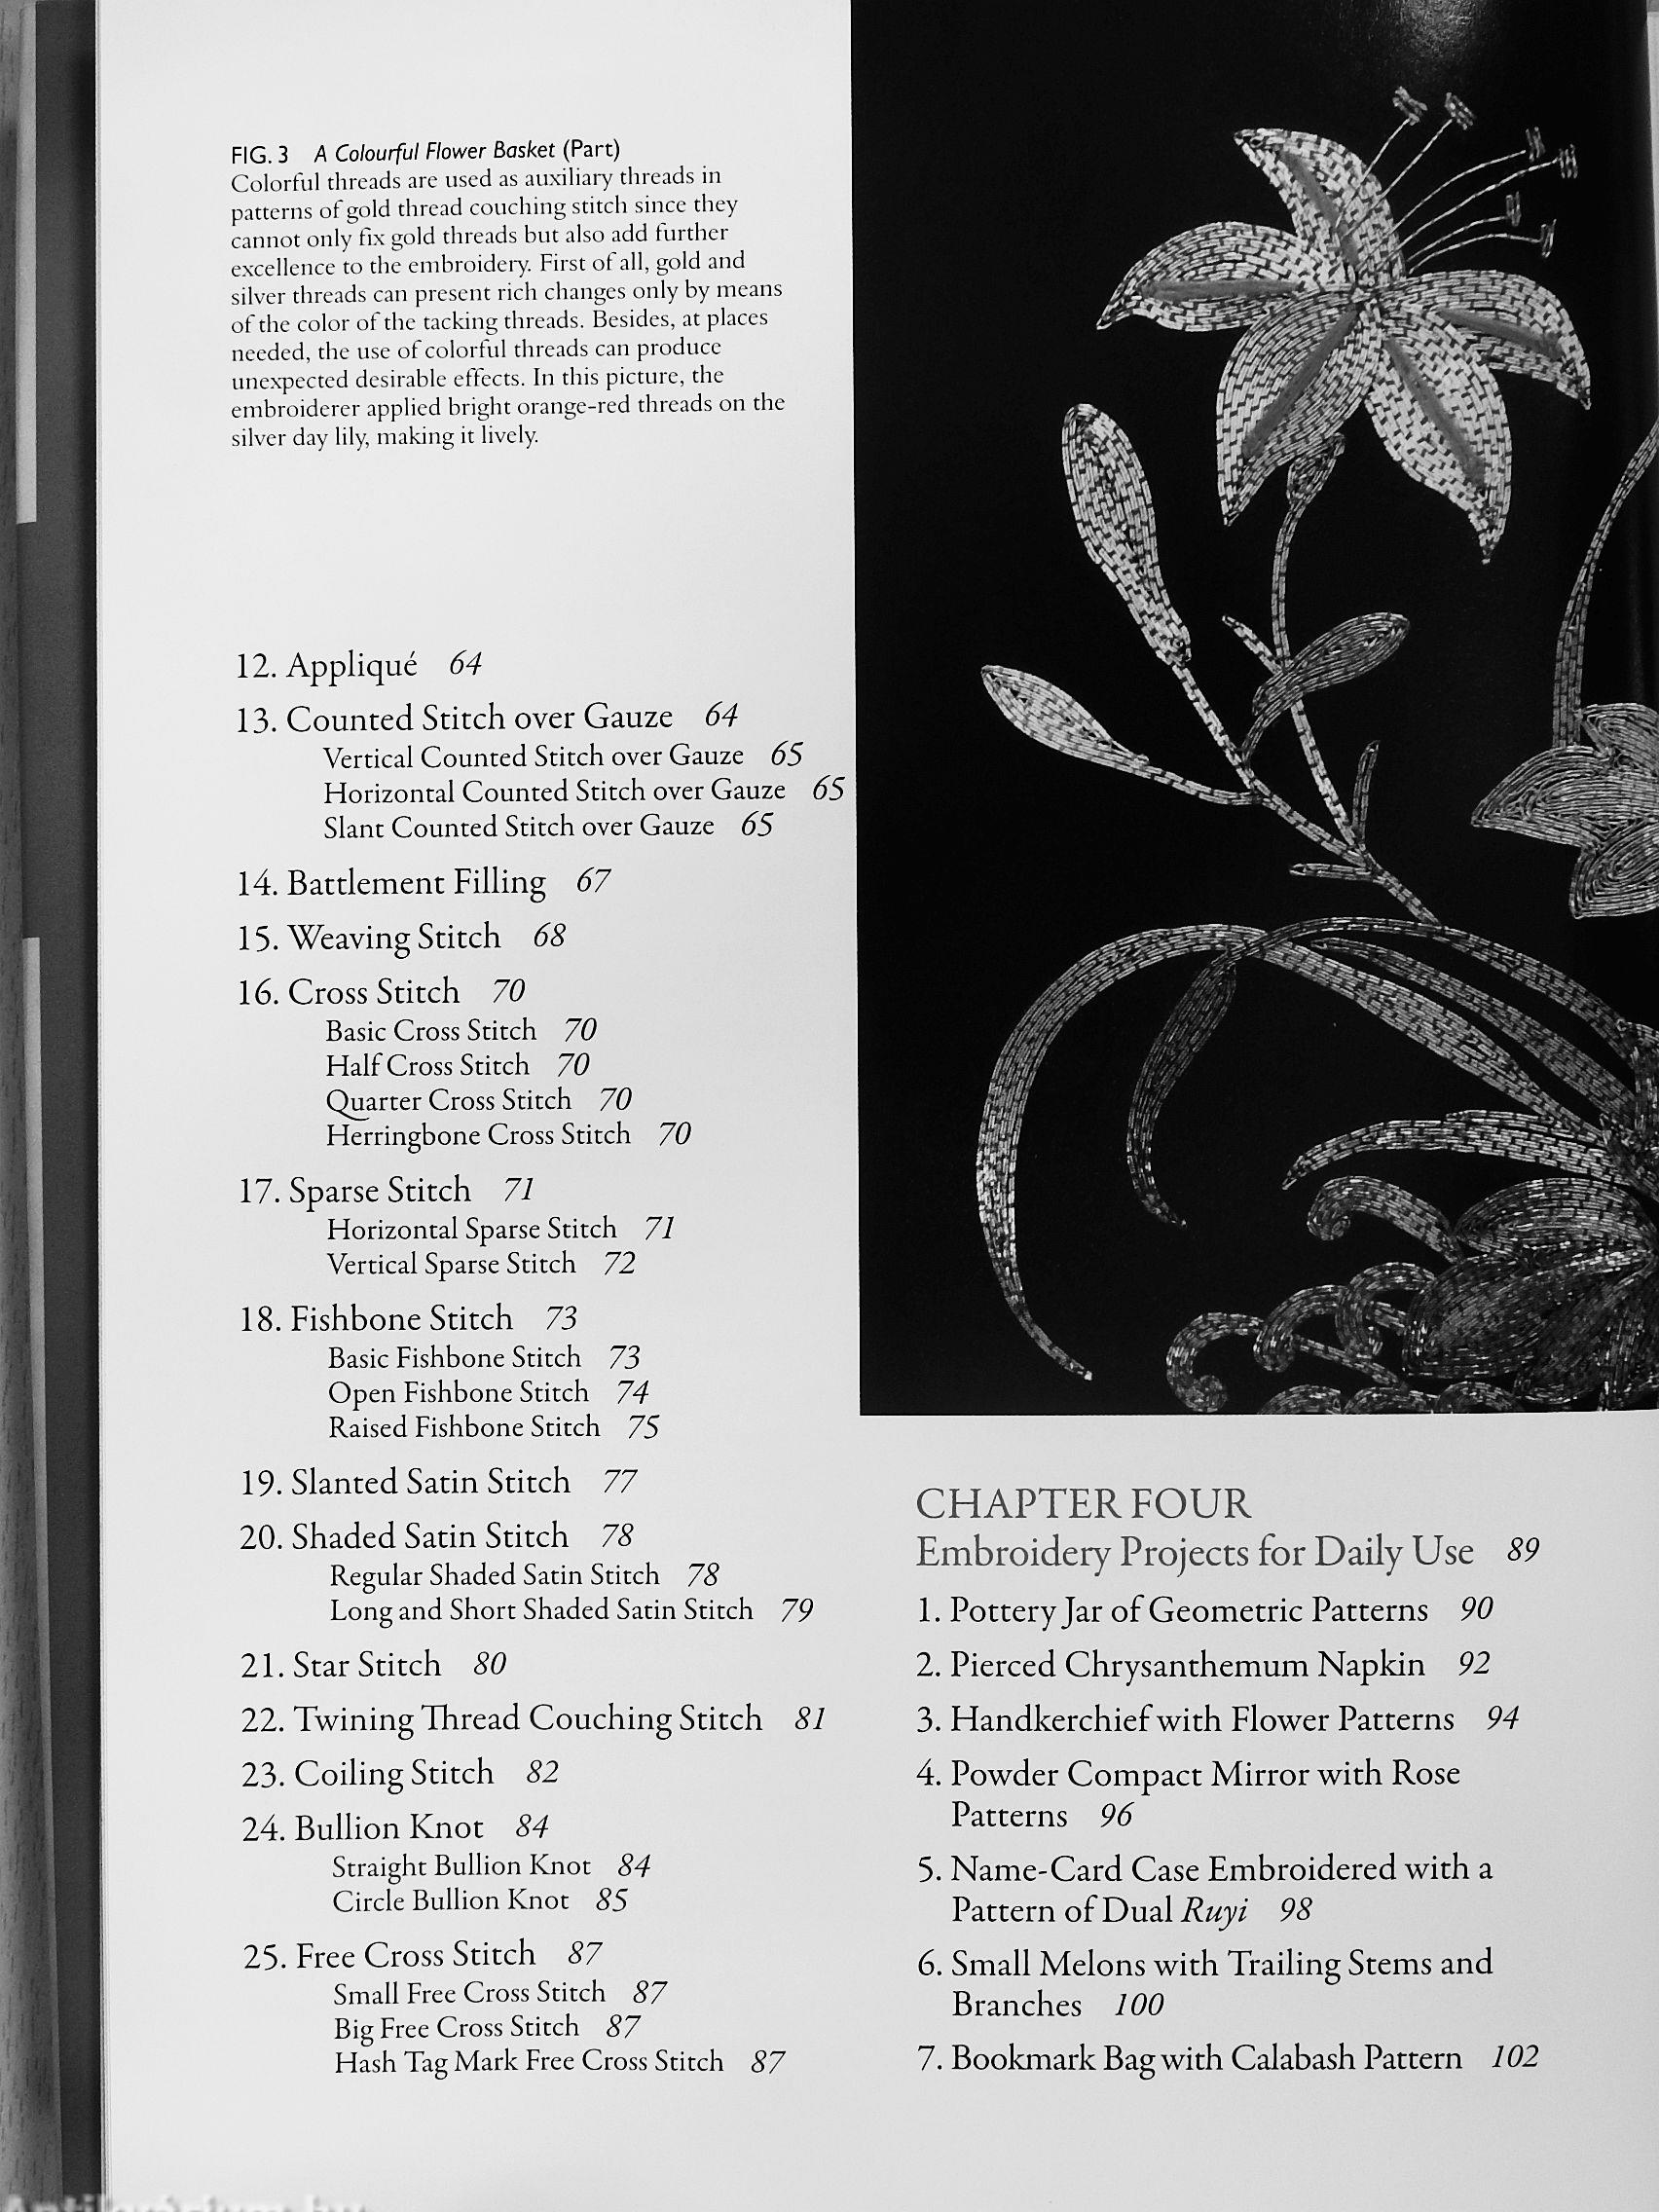 FIG. 3 A Colourful Flower Basket (Part)
Colorful threads are used as auxiliary threads in
patterns of gold thread couching stitch since they
cannot only fix gold threads but also add further
excellence to the embroidery. First of all, gold and
silver threads can present rich changes only by means
of the color of the tacking threads. Besides, at places
needed, the use of colorful threads can produce
unexpected desirable effects. In this picture, the
embroiderer applied bright orange-red threads on the
silver day lily, making it lively.
12. Appliqué 64
13. Counted Stitch over Gauze 64
Vertical Counted Stitch over Gauze 65
Horizontal Counted Stitch over Gauze 65
Slant Counted Stitch over Gauze 65
14. Battlement Filling 67
15. Weaving Stitch 68
16. Cross Stitch 70
Basic Cross Stitch 70
Half Cross Stitch 70
Quarter Cross Stitch 70
Herringbone Cross Stitch 70
17. Sparse Stitch 71
Horizontal Sparse Stitch 71
Vertical Sparse Stitch 72
18. Fishbone Stitch 73
Basic Fishbone Stitch 73
Open Fishbone Stitch 74
Raised Fishbone Stitch 75
19. Slanted Satin Stitch 77
20. Shaded Satin Stitch 78
Regular Shaded Satin Stitch 78
Long and Short Shaded Satin Stitch 79
21. Star Stitch 80
22. Twining Thread Couching Stitch 81
23. Coiling Stitch 82
24. Bullion Knot 84
Straight Bullion Knot 84
Circle Bullion Knot 85
25. Free Cross Stitch 87
Small Free Cross Stitch 87
Big Free Cross Stitch 87
Hash Tag Mark Free Cross Stitch 87
CHAPTER FOUR
Embroidery Projects for Daily Use 89
1. Pottery Jar of Geometric Patterns 90
2. Pierced Chrysanthemum Napkin 92
3. Handkerchief with Flower Patterns 94
4. Powder Compact Mirror with Rose
Patterns 96
5. Name-Card Case Embroidered with a
Pattern of Dual Ruyi 98
6. Small Melons with Trailing Stems and
Branches 100
7. Bookmark Bag with Calabash Pattern 102